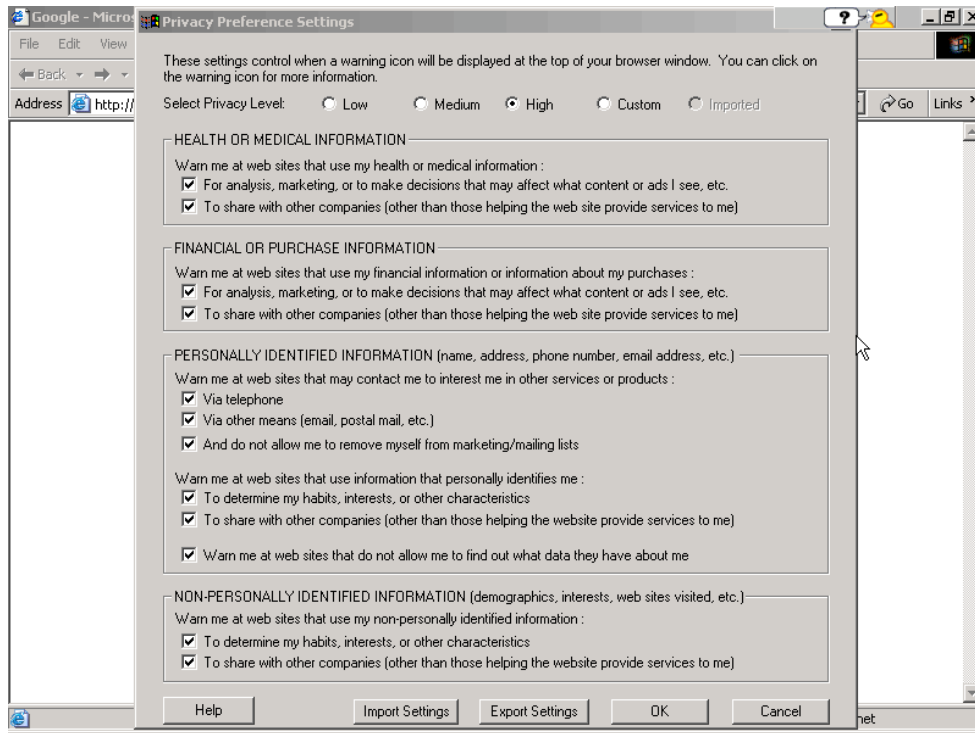 Google - Micros
Privacy Preference Settings
?
File Edit View
Back
Address http://
Go Links
These settings control when a warning icon will be displayed at the top of your browser window. You can click on
the warning icon for more information.
Select Privacy Level: Low Medium High Custom Imported
HEALTH OR MEDICAL INFORMATION
Warn me at web sites that use my health or medical information :
For analysis, marketing, or to make decisions that may affect what content or ads I see, etc.
To share with other companies (other than those helping the web site provide services to me)
FINANCIAL OR PURCHASE INFORMATION
Warn me at web sites that use my financial information or information about my purchases :
For analysis, marketing, or to make decisions that may affect what content or ads I see, etc.
To share with other companies (other than those helping the web site provide services to me)
PERSONALLY IDENTIFIED INFORMATION (name, address, phone number, email address, etc.)
Warn me at web sites that may contact me to interest me in other services or products :
Via telephone
Via other means (email, postal mail, etc.)
And do not allow me to remove myself from marketing/mailing lists
Warn me at web sites that use information that personally identifies me :
To determine my habits, interests, or other characteristics
To share with other companies (other than those helping the website provide services to me)
Warn me at web sites that do not allow me to find out what data they have about me
NON-PERSONALLY IDENTIFIED INFORMATION (demographics, interests, web sites visited, etc.)
Warn me at web sites that use my non-personally identified information :
To determine my habits, interests, or other characteristics
To share with other companies (other than those helping the website provide services to me)
Help Import Settings Export Settings OK Cancel
net